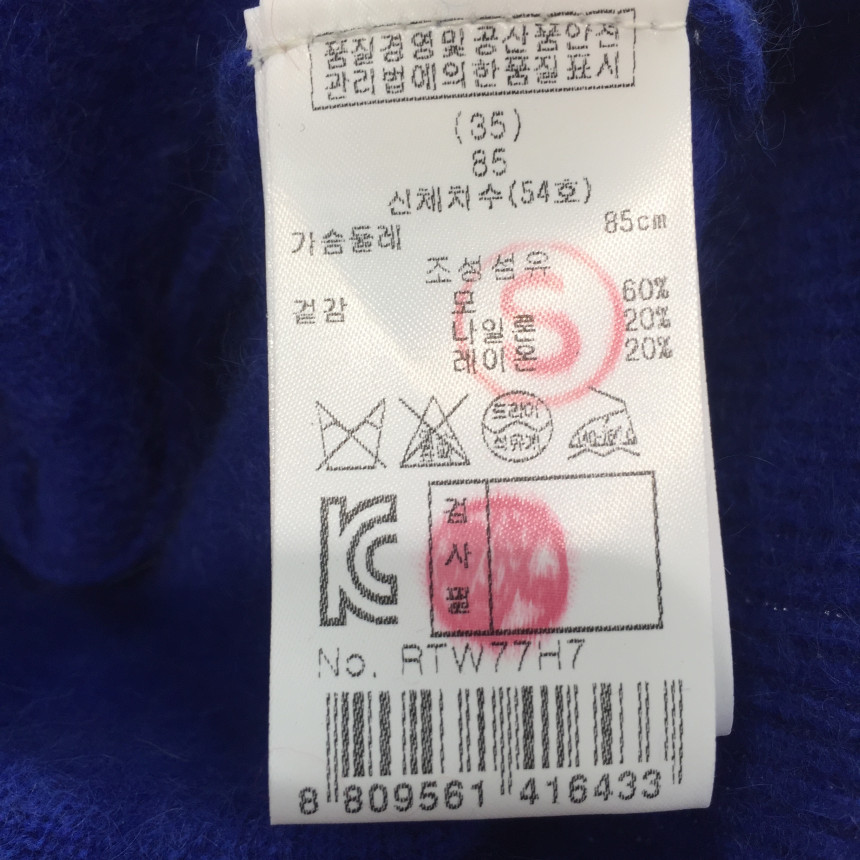 품질경영및공산품안전
관리법에의한품질표시
(35)
85
신체치수(54호)
가슴둘레 85cm
조성섬유
겉감 모 60%
나일론 20%
레이온 20%
S
드라이
석유계
검사필
No. RTW77H7
8 809561 416433